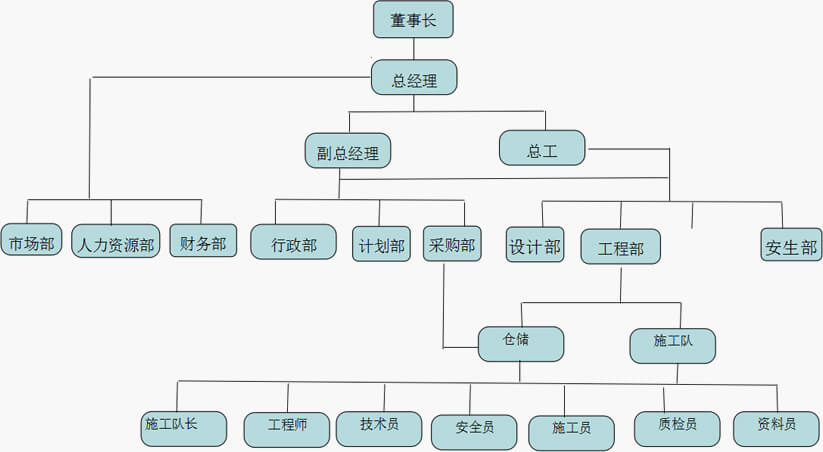 董事长
总经理
副总经理
总工
市场部
人力资源部
财务部
行政部
计划部
采购部
设计部
工程部
安生部
仓储
施工队
施工队长
工程师
技术员
安全员
施工员
质检员
资料员